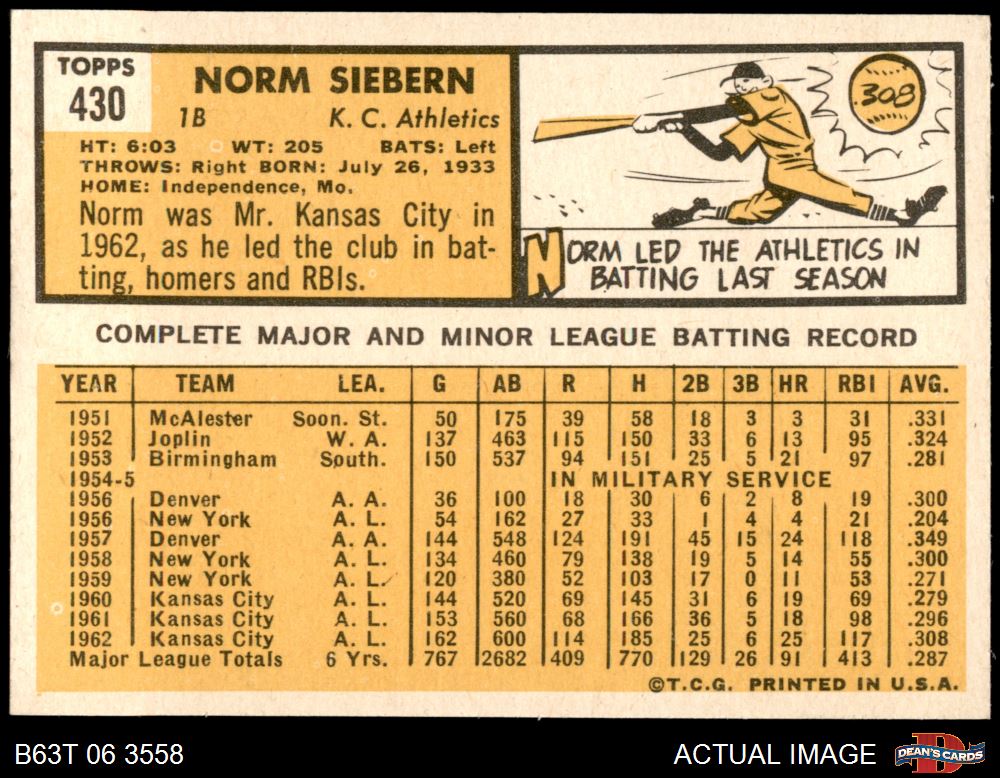 TOPPS
430
NORM SIEBERN
1B K. C. Athletics
HT: 6:03 WT: 205 BATS: Left
THROWS: Right BORN: July 26, 1933
HOME: Independence, Mo.
Norm was Mr. Kansas City in
1962, as he led the club in bat-
ting, homers and RBIs.
.308
NORM LED THE ATHLETICS IN
BATTING LAST SEASON
COMPLETE MAJOR AND MINOR LEAGUE BATTING RECORD
YEAR TEAM LEA. G AB R H 2B 3B HR RBI AVG.
1951 McAlester Soon. St. 50 175 39 58 18 3 3 31 .331
1952 Joplin W. A. 137 463 115 150 33 6 13 95 .324
1953 Birmingham South. 150 537 94 151 25 5 21 97 .281
1954-5 IN MILITARY SERVICE
1956 Denver A. A. 36 100 18 30 6 2 8 19 .300
1956 New York A. L. 54 162 27 33 1 4 4 21 .204
1957 Denver A. A. 144 548 124 191 45 15 24 118 .349
1958 New York A. L. 134 460 79 138 19 5 14 55 .300
1959 New York A. L. 120 380 52 103 17 0 11 53 .271
1960 Kansas City A. L. 144 520 69 145 31 6 19 69 .279
1961 Kansas City A. L. 153 560 68 166 36 5 18 98 .296
1962 Kansas City A. L. 162 600 114 185 25 6 25 117 .308
Major League Totals 6 Yrs. 767 2682 409 770 129 26 91 413 .287
©T.C.G. PRINTED IN U.S.A.
B63T 06 3558 ACTUAL IMAGE
D
DEAN'S CARDS